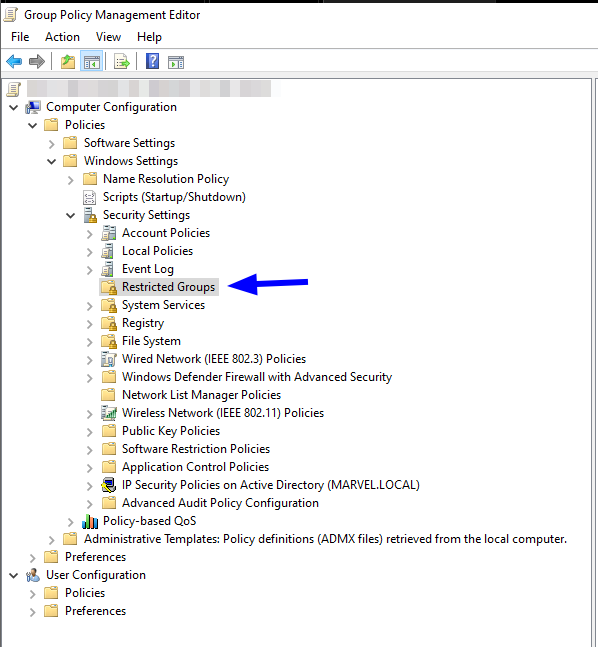 Group Policy Management Editor
File Action View Help
Computer Configuration
Policies
Software Settings
Windows Settings
Name Resolution Policy
Scripts (Startup/Shutdown)
Security Settings
Account Policies
Local Policies
Event Log
Restricted Groups
System Services
Registry
File System
Wired Network (IEEE 802.3) Policies
Windows Defender Firewall with Advanced Security
Network List Manager Policies
Wireless Network (IEEE 802.11) Policies
Public Key Policies
Software Restriction Policies
Application Control Policies
IP Security Policies on Active Directory (MARVEL.LOCAL)
Advanced Audit Policy Configuration
Policy-based QoS
Administrative Templates: Policy definitions (ADMX files) retrieved from the local computer.
Preferences
User Configuration
Policies
Preferences